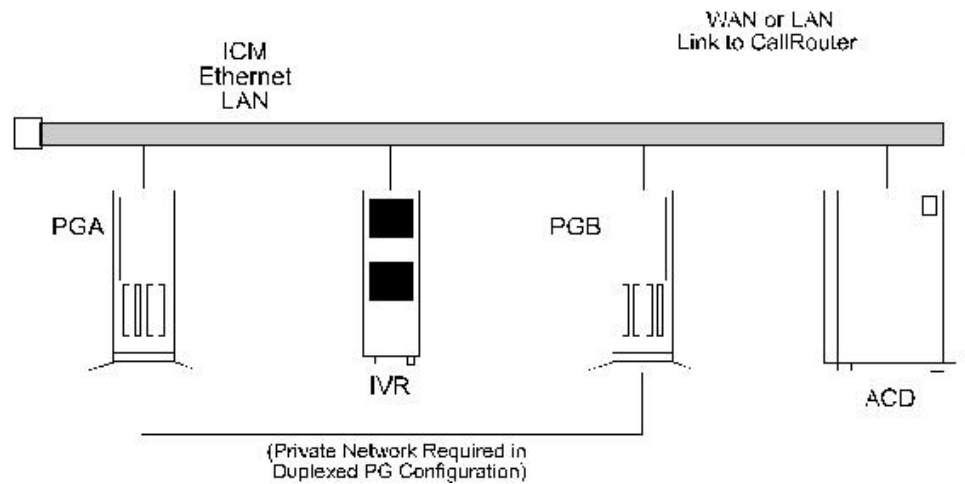 WAN or LAN
Link to CallRouter
ICM
Ethernet
LAN
PGA
PGB
IVR
ACD
(Private Network Required in
Duplexed PG Configuration)